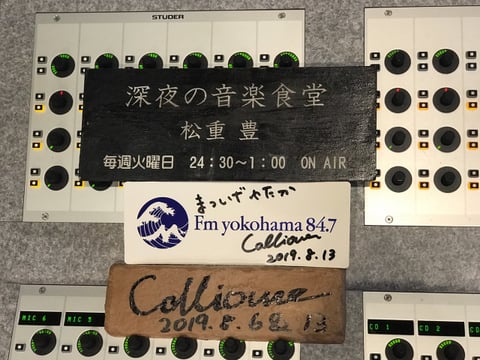 STUDER
深夜の音楽食堂
松重 豊
毎週火曜日 24:30～1:00 ON AIR
まつしげ ゆたか
Fm yokohama 84.7
Collioure
2019.8.13
Collioure
2019.8.6 & 13
MIC 6 MIC 5
CD 1 CD 2